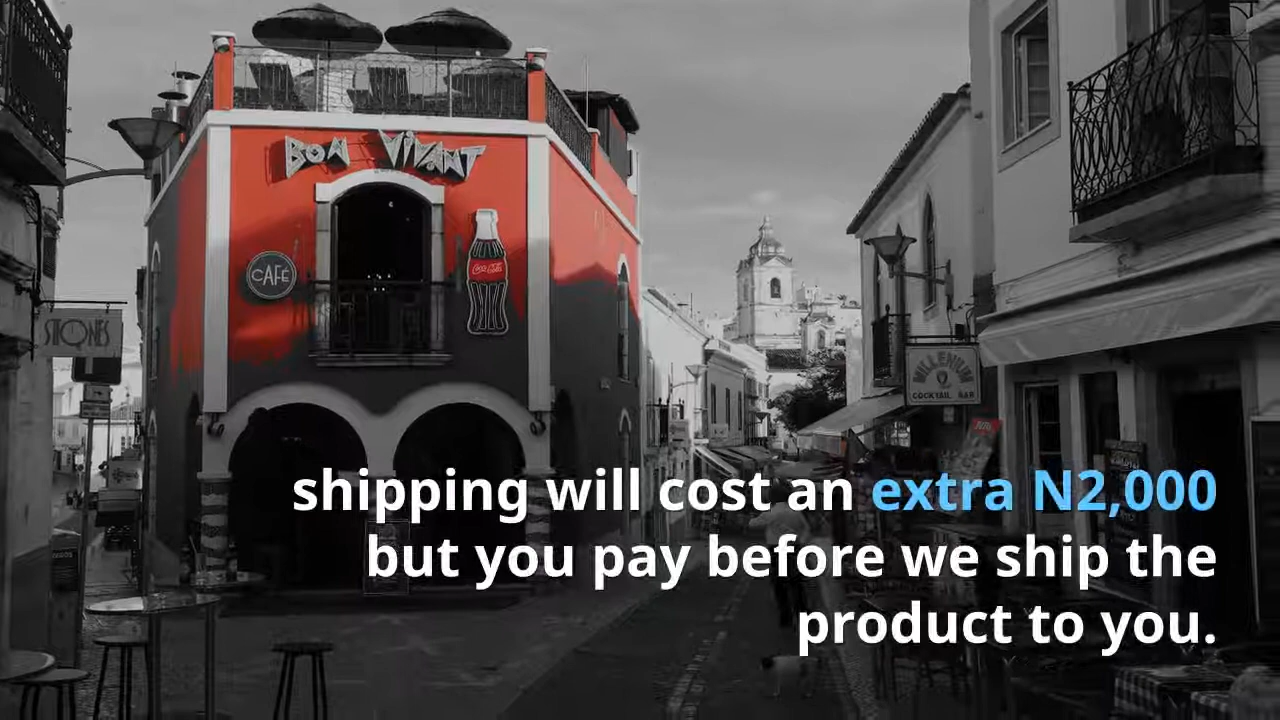 BON VIVANT
CAFÉ
Coca-Cola
STONES
MILLENIUM
COCKTAIL BAR
shipping will cost an extra N2,000
but you pay before we ship the
product to you.